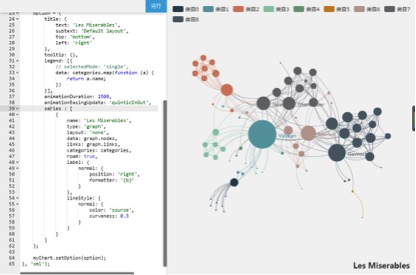 运行
24 title: {
25 text: 'Les Miserables',
26 subtext: 'Default layout',
27 top: 'bottom',
28 left: 'right'
29 },
30 tooltip: {},
31 legend: [{
32 // selectedMode: 'single',
33 data: categories.map(function (a) {
34 return a.name;
35 })
36 }],
37 animationDuration: 1500,
38 animationEasingUpdate: 'quinticInOut',
39 series : [
40 {
41 name: 'Les Miserables',
42 type: 'graph',
43 layout: 'none',
44 data: graph.nodes,
45 links: graph.links,
46 categories: categories,
47 roam: true,
48 label: {
49 normal: {
50 position: 'right',
51 formatter: '{b}'
52 }
53 },
54 lineStyle: {
55 normal: {
56 color: 'source',
57 curveness: 0.3
58 }
59 }
60 }
61 ]
62 };
63
64 myChart.setOption(option);
65 }, 'xml');
类目0 类目1 类目2 类目3 类目4 类目5 类目6 类目7
类目8
Valjean
Gavroche
Les Miserables